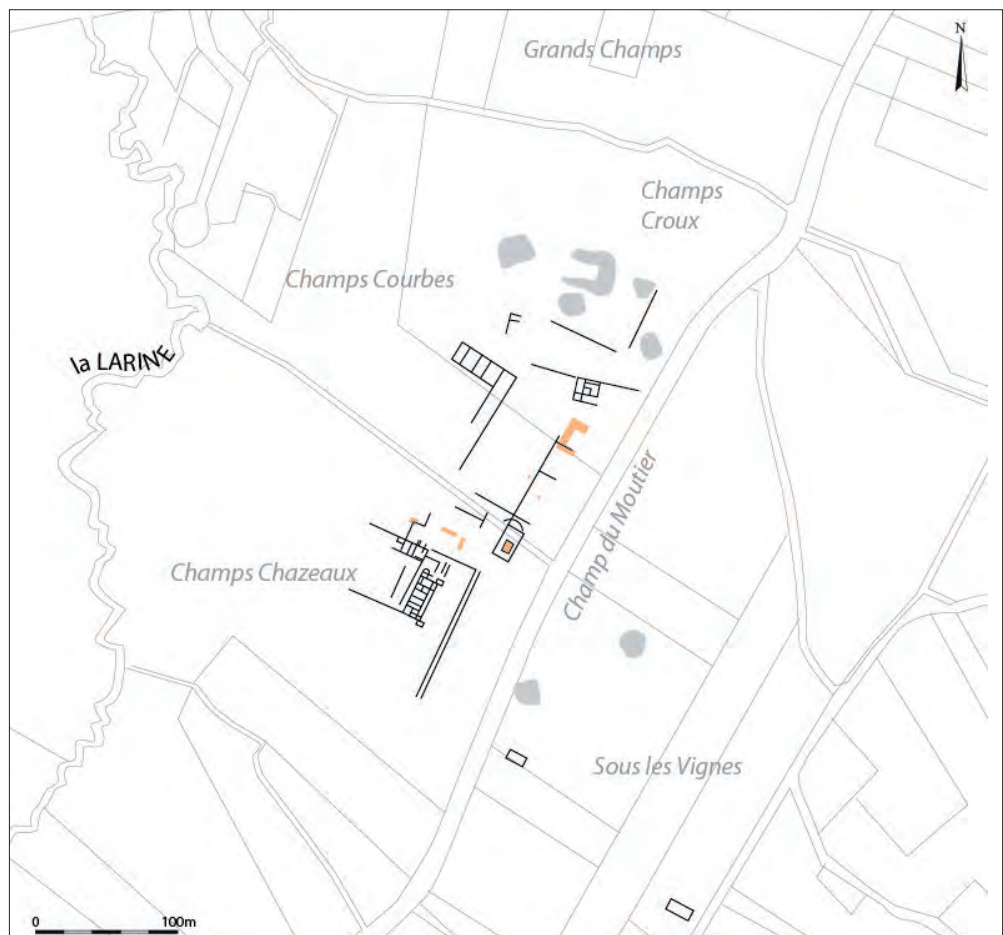 Grands Champs
N
Champs
Croux
Champs Courbes
la LARINE
Champ du Moutier
Champs Chazeaux
Sous les Vignes
0 100m